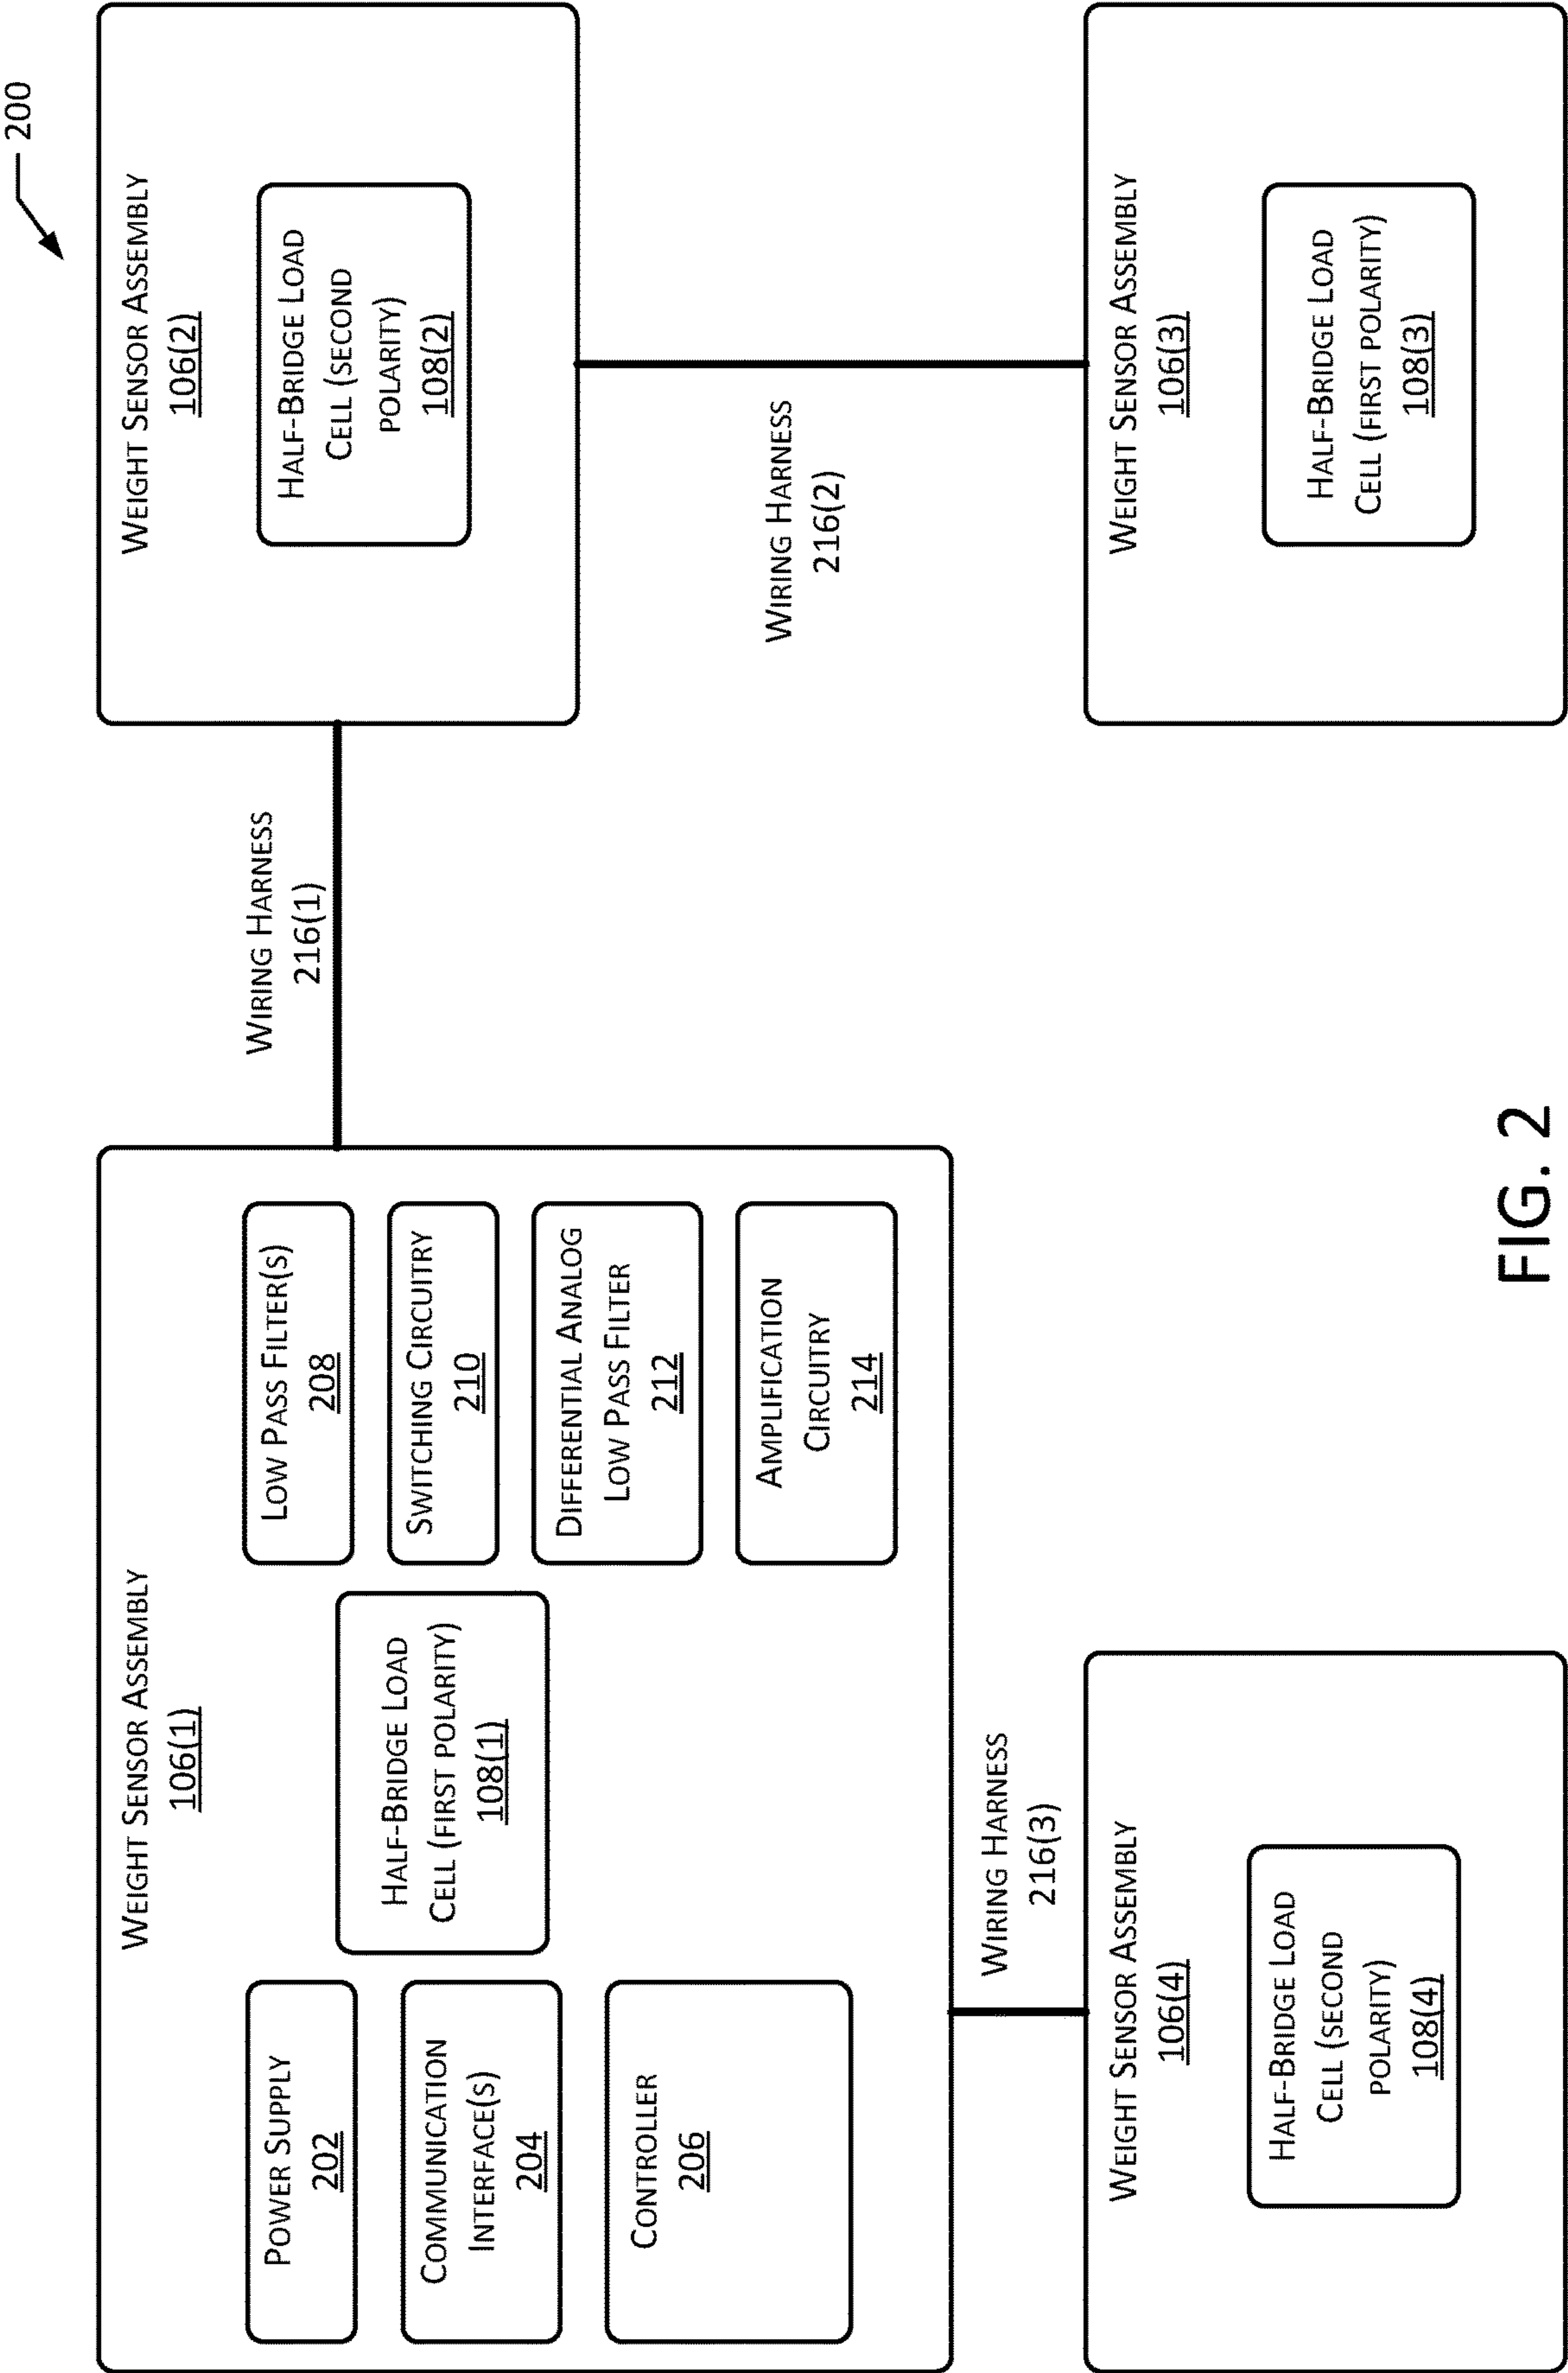 200
Weight Sensor Assembly
106(1)
Power Supply
202
Communication
Interface(s)
204
Controller
206
Half-Bridge Load
Cell (first polarity)
108(1)
Low Pass Filter(s)
208
Switching Circuitry
210
Differential Analog
Low Pass Filter
212
Amplification
Circuitry
214
Wiring Harness
216(1)
Weight Sensor Assembly
106(2)
Half-Bridge Load
Cell (second
polarity)
108(2)
Wiring Harness
216(3)
Wiring Harness
216(2)
Weight Sensor Assembly
106(4)
Half-Bridge Load
Cell (second
polarity)
108(4)
Weight Sensor Assembly
106(3)
Half-Bridge Load
Cell (first polarity)
108(3)
FIG. 2